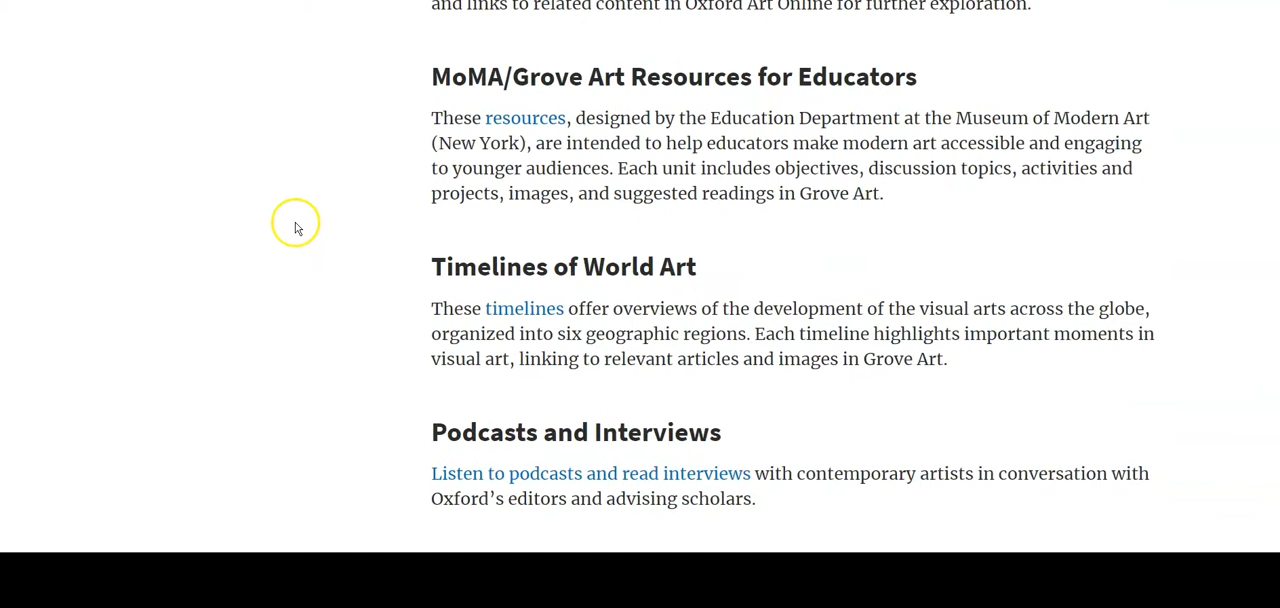 and links to related content in Oxford Art Online for further exploration.
MoMA/Grove Art Resources for Educators
These resources, designed by the Education Department at the Museum of Modern Art
(New York), are intended to help educators make modern art accessible and engaging
to younger audiences. Each unit includes objectives, discussion topics, activities and
projects, images, and suggested readings in Grove Art.
Timelines of World Art
These timelines offer overviews of the development of the visual arts across the globe,
organized into six geographic regions. Each timeline highlights important moments in
visual art, linking to relevant articles and images in Grove Art.
Podcasts and Interviews
Listen to podcasts and read interviews with contemporary artists in conversation with
Oxford’s editors and advising scholars.